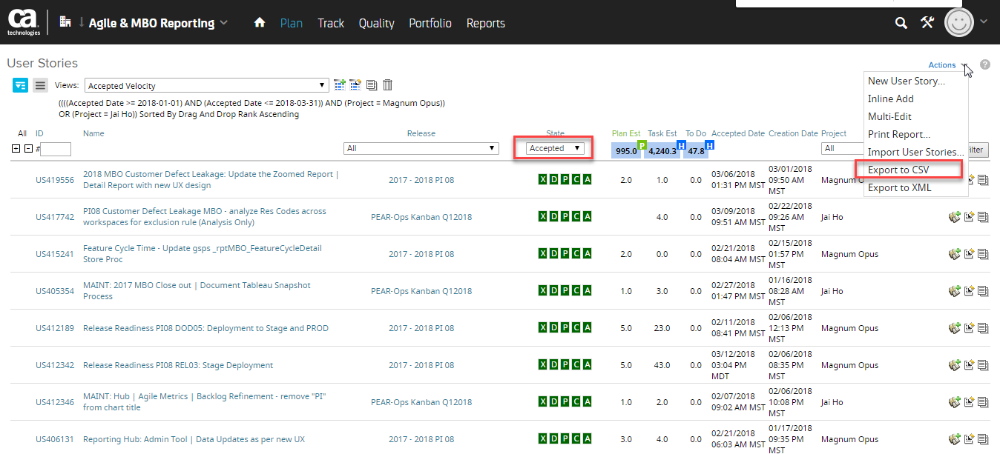 ca
technologies
Agile & MBO Reporting
Plan
Track
Quality
Portfolio
Reports
User Stories
Actions
?
Views:
Accepted Velocity
((((Accepted Date >= 2018-01-01) AND (Accepted Date <= 2018-03-31)) AND (Project = Magnum Opus))
OR (Project = Jai Ho)) Sorted By Drag And Drop Rank Ascending
New User Story...
Inline Add
Multi-Edit
Print Report...
Import User Stories...
Export to CSV
Export to XML
All ID Name Release State Plan Est Task Est To Do Accepted Date Creation Date Project
# All Accepted 995.0 P 4,240.3 H 47.8 H All
US419556
2018 MBO Customer Defect Leakage: Update the Zoomed Report |
Detail Report with new UX design
2017 - 2018 PI 08
X D P C A
2.0
1.0
0.0
03/06/2018
01:31 PM MST
03/01/2018
09:50 AM
MST
Magnum
US417742
PI08 Customer Defect Leakage MBO - analyze Res Codes across
workspaces for exclusion rule (Analysis Only)
PEAR-Ops Kanban Q12018
X D P C A
4.0
0.0
03/09/2018
09:51 AM MST
02/22/2018
09:26 AM
MST
Jai Ho
US415241
Feature Cycle Time - Update gsps _rptMBO_FeatureCycleDetail
Store Proc
2017 - 2018 PI 08
X D P C A
2.0
0.0
0.0
02/21/2018
08:04 AM MST
02/15/2018
01:57 PM
MST
Magnum Opus
US405354
MAINT: 2017 MBO Close out | Document Tableau Snapshot
Process
PEAR-Ops Kanban Q12018
X D P C A
1.0
3.0
0.0
02/27/2018
01:47 PM MST
01/16/2018
08:28 AM
MST
Jai Ho
US412189
Release Readiness PI08 DOD05: Deployment to Stage and PROD
2017 - 2018 PI 08
X D P C A
5.0
23.0
0.0
02/11/2018
08:41 PM MST
02/06/2018
12:13 PM
MST
Magnum Opus
US412342
Release Readiness PI08 REL03: Stage Deployment
2017 - 2018 PI 08
X D P C A
5.0
43.0
0.0
03/12/2018
03:04 PM
MDT
02/06/2018
08:35 PM
MST
Magnum Opus
US412346
MAINT: Hub | Agile Metrics | Backlog Refinement - remove "PI"
from chart title
PEAR-Ops Kanban Q12018
X D P C A
1.0
2.0
0.0
02/07/2018
09:02 AM MST
02/06/2018
10:08 PM
MST
Jai Ho
US406131
Reporting Hub: Admin Tool | Data Updates as per new UX
2017 - 2018 PI 08
X D P C A
3.0
4.0
0.0
02/21/2018
06:03 AM MST
01/17/2018
09:35 PM
MST
Magnum Opus